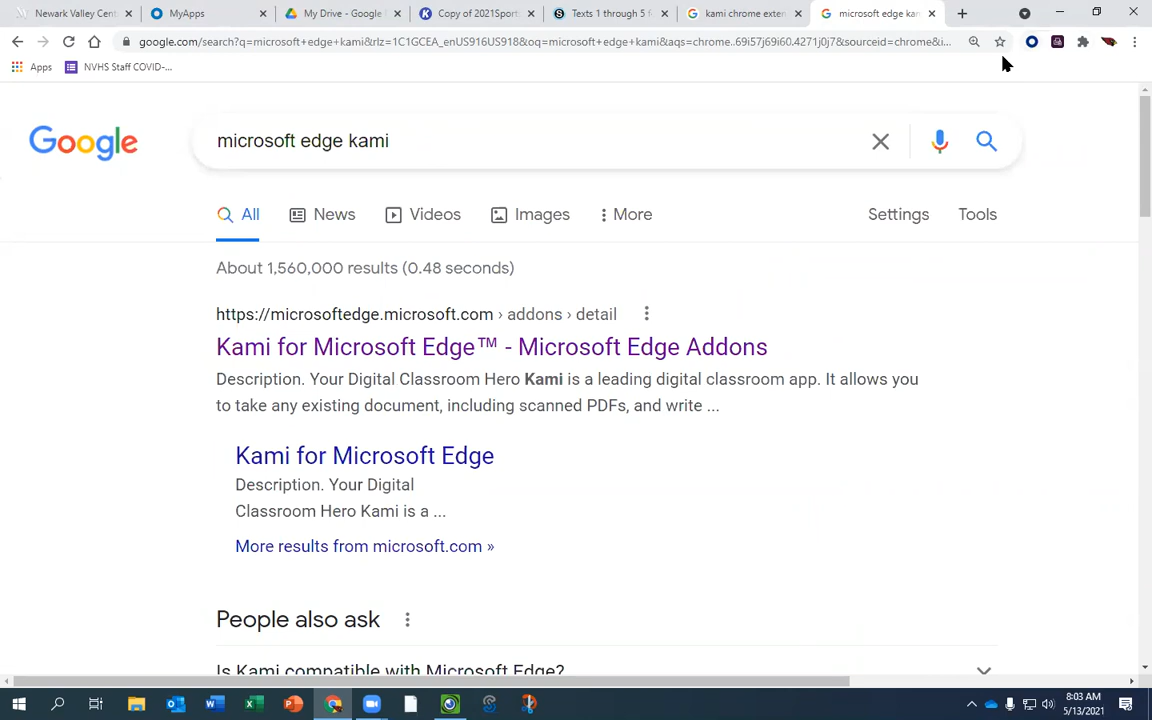 Newark Valley Cent
MyApps
My Drive - Google
Copy of 2021Sport
Texts 1 through 5 f
kami chrome exten
microsoft edge kam
google.com/search?q=microsoft+edge+kami&rlz=1C1GCEA_enUS916US918&oq=microsoft+edge+kami&aqs=chrome..69i57j69i60.4271j0j7&sourceid=chrome&i...
Apps
NVHS Staff COVID-...
Google
microsoft edge kami
All
News
Videos
Images
More
Settings
Tools
About 1,560,000 results (0.48 seconds)
https://microsoftedge.microsoft.com › addons › detail
Kami for Microsoft Edge™ - Microsoft Edge Addons
Description. Your Digital Classroom Hero Kami is a leading digital classroom app. It allows you
to take any existing document, including scanned PDFs, and write ...
Kami for Microsoft Edge
Description. Your Digital
Classroom Hero Kami is a ...
More results from microsoft.com »
People also ask
Is Kami compatible with Microsoft Edge?
8:03 AM
5/13/2021